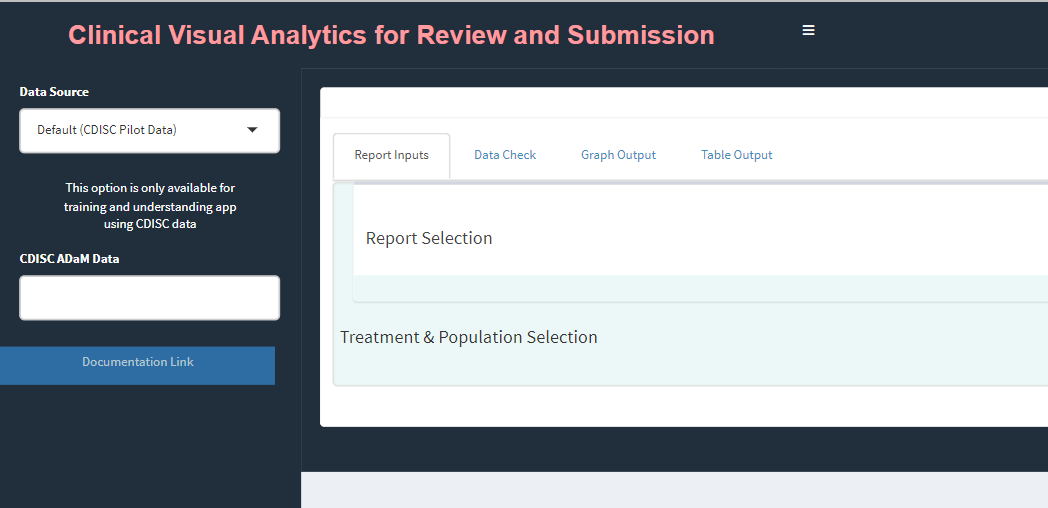 Clinical Visual Analytics for Review and Submission
Data Source
Default (CDISC Pilot Data)
This option is only available for
training and understanding app
using CDISC data
CDISC ADaM Data
Documentation Link
Report Inputs
Data Check
Graph Output
Table Output
Report Selection
Treatment & Population Selection